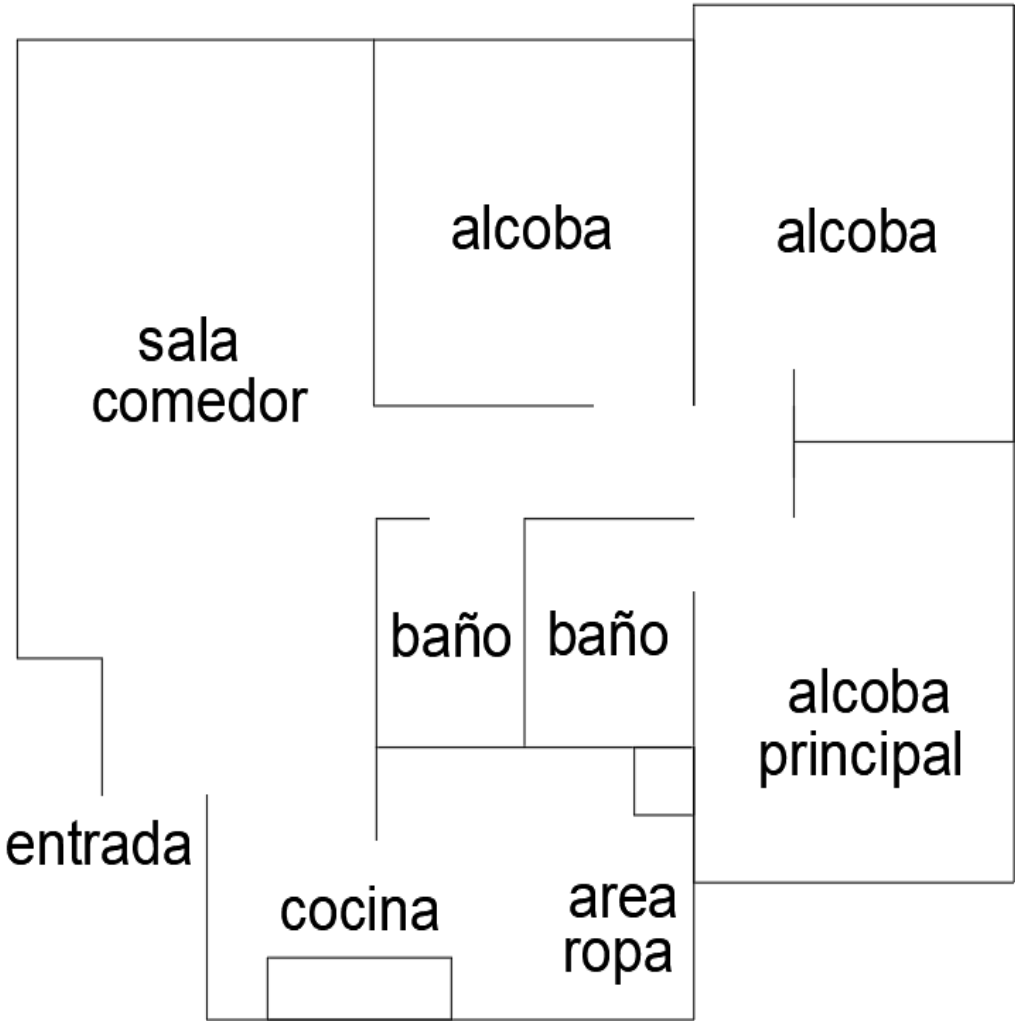 alcoba
alcoba
sala
comedor
baño
baño
alcoba
principal
entrada
cocina
area
ropa